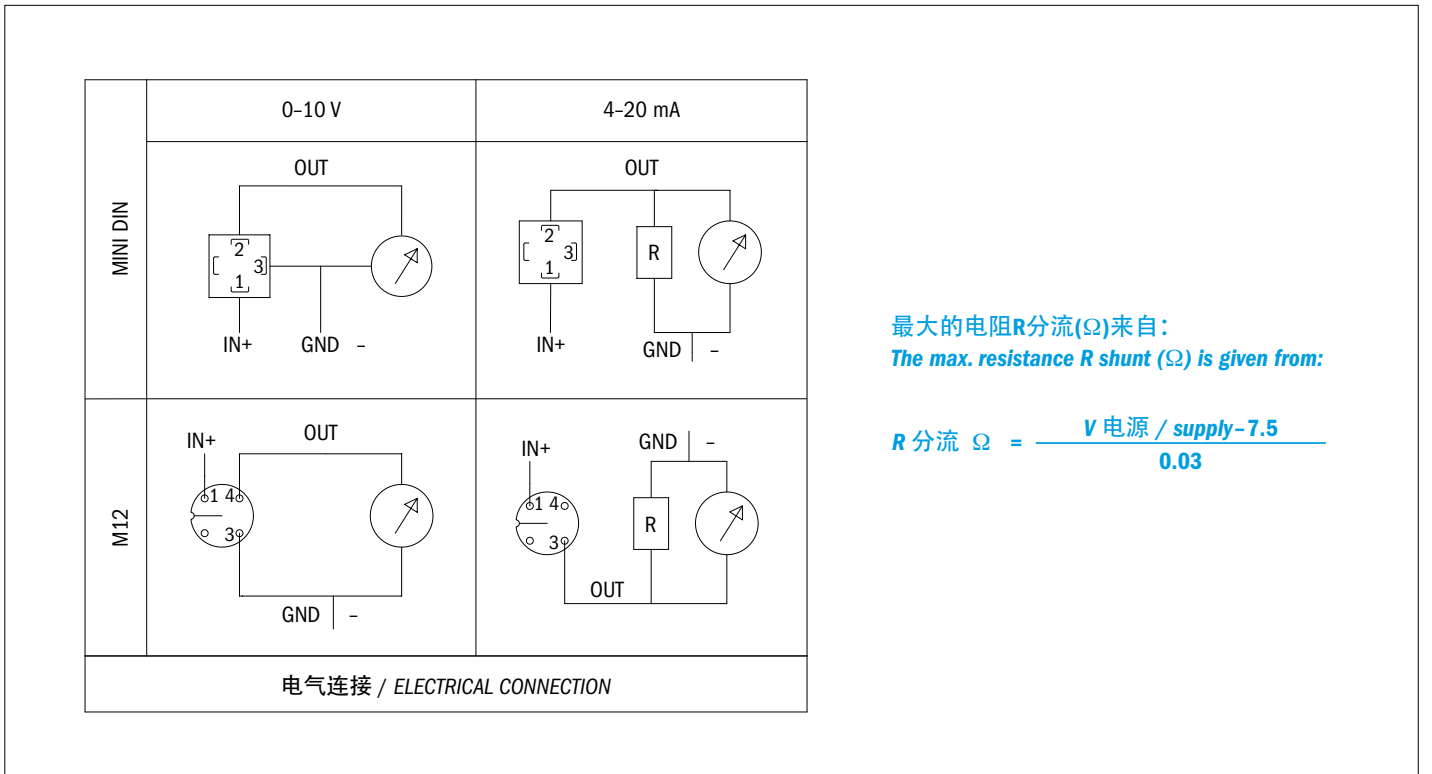 0–10 V
4–20 mA
MINI DIN
OUT
2
3
1
IN+
GND –
OUT
2
3
1
R
IN+
GND –
M12
IN+
OUT
1 4
3
GND –
IN+
GND –
1 4
3
R
OUT
电气连接 / ELECTRICAL CONNECTION
最大的电阻R分流(Ω)来自：
The max. resistance R shunt (Ω) is given from:
R 分流 Ω = V 电源 / supply–7.5
0.03